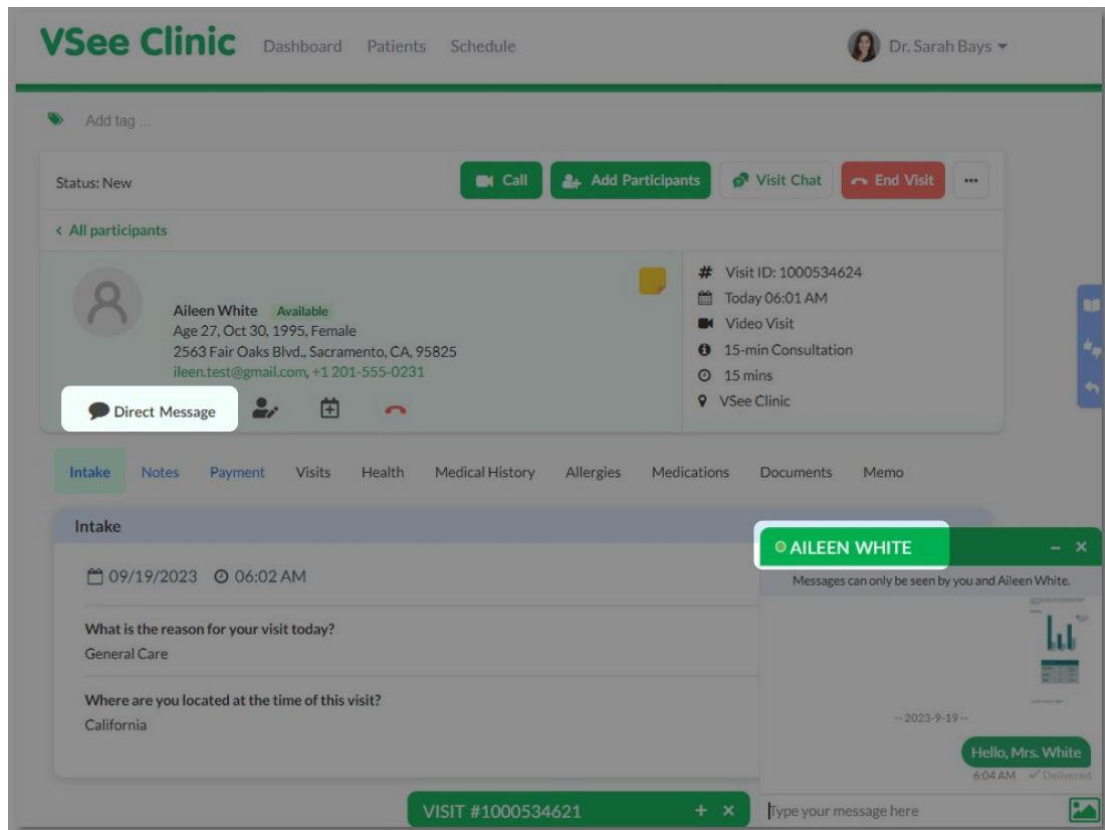 VSee Clinic Dashboard Patients Schedule Dr. Sarah Bays
Add tag ...
Status: New Call Add Participants Visit Chat End Visit ...
< All participants
Aileen White Available
Age 27, Oct 30, 1995, Female
2563 Fair Oaks Blvd., Sacramento, CA, 95825
ileen.test@gmail.com, +1 201-555-0231
Direct Message
# Visit ID: 1000534624
Today 06:01 AM
Video Visit
15-min Consultation
15 mins
VSee Clinic
Intake Notes Payment Visits Health Medical History Allergies Medications Documents Memo
Intake
09/19/2023 06:02 AM
What is the reason for your visit today?
General Care
Where are you located at the time of this visit?
California
AILEEN WHITE – ×
Messages can only be seen by you and Aileen White.
-- 2023-9-19 --
Hello, Mrs. White
6:04 AM ✓ Delivered
Type your message here
VISIT #1000534621 + ×